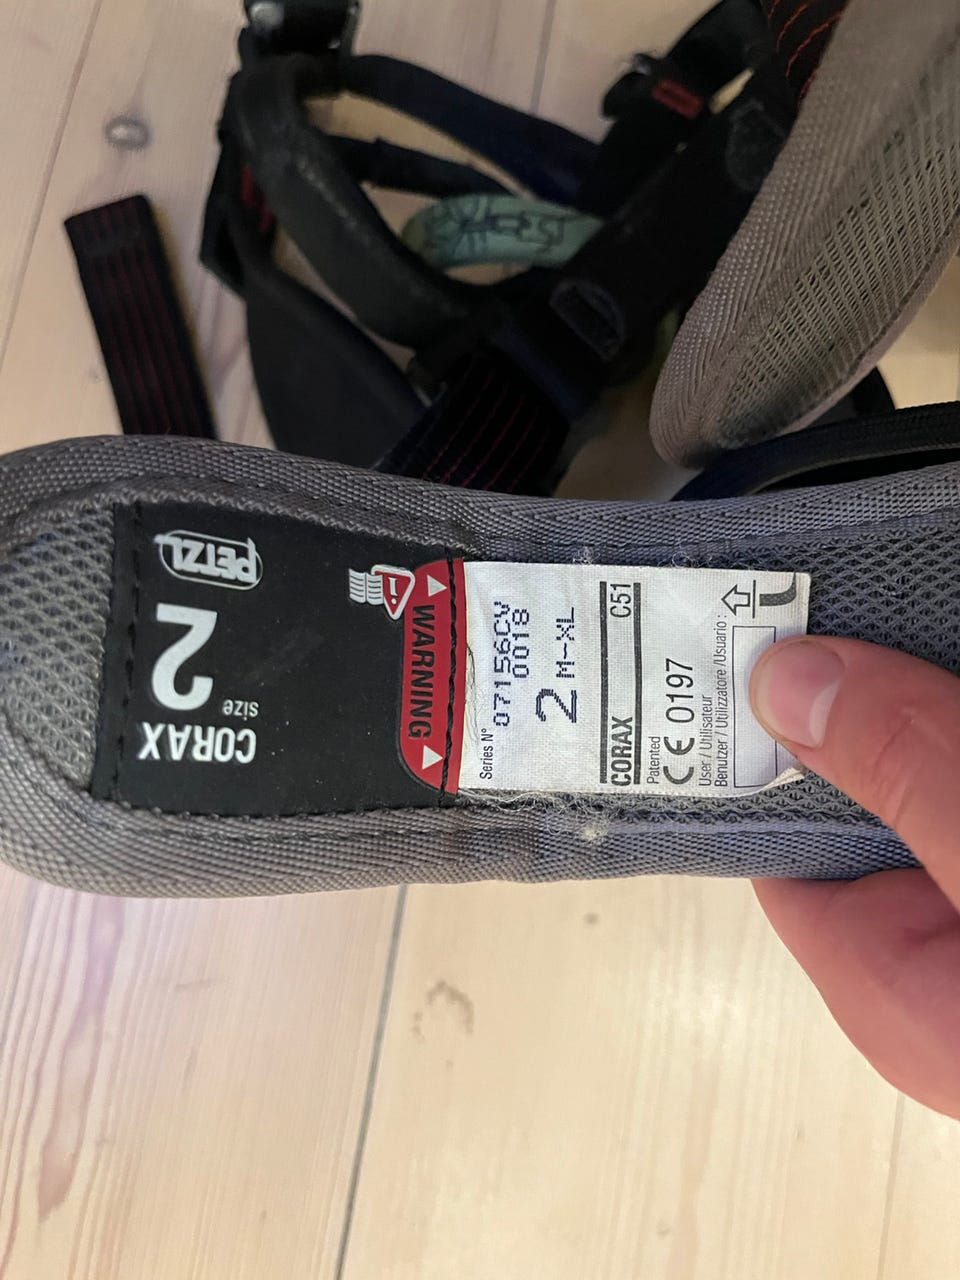 PETZL
2
Size
CORAX
WARNING
Series N° 07156CV
0018
2 M-XL
CORAX C51
Patented
CE 0197
User / Utilisateur
Benutzer / Utilizzatore /Usuario :